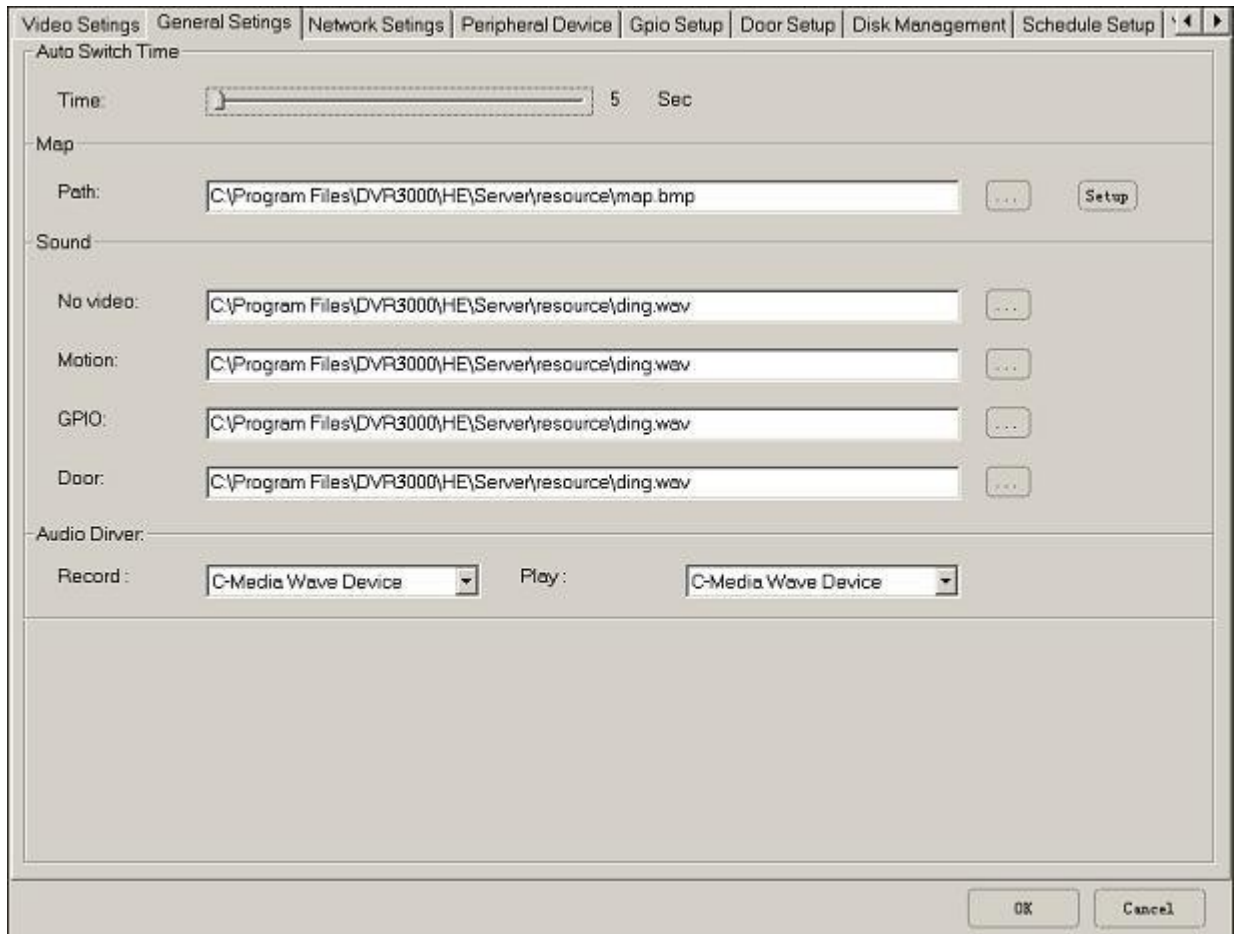 Video Setings General Setings Network Setings Peripheral Device Gpio Setup Door Setup Disk Management Schedule Setup
Auto Switch Time
Time: 5 Sec
Map
Path: C:\Program Files\DVR3000\HE\Server\resource\map.bmp ... Setup
Sound
No video: C:\Program Files\DVR3000\HE\Server\resource\ding.wav ...
Motion: C:\Program Files\DVR3000\HE\Server\resource\ding.wav ...
GPIO: C:\Program Files\DVR3000\HE\Server\resource\ding.wav ...
Door: C:\Program Files\DVR3000\HE\Server\resource\ding.wav ...
Audio Dirver:
Record : C-Media Wave Device Play : C-Media Wave Device
OK Cancel